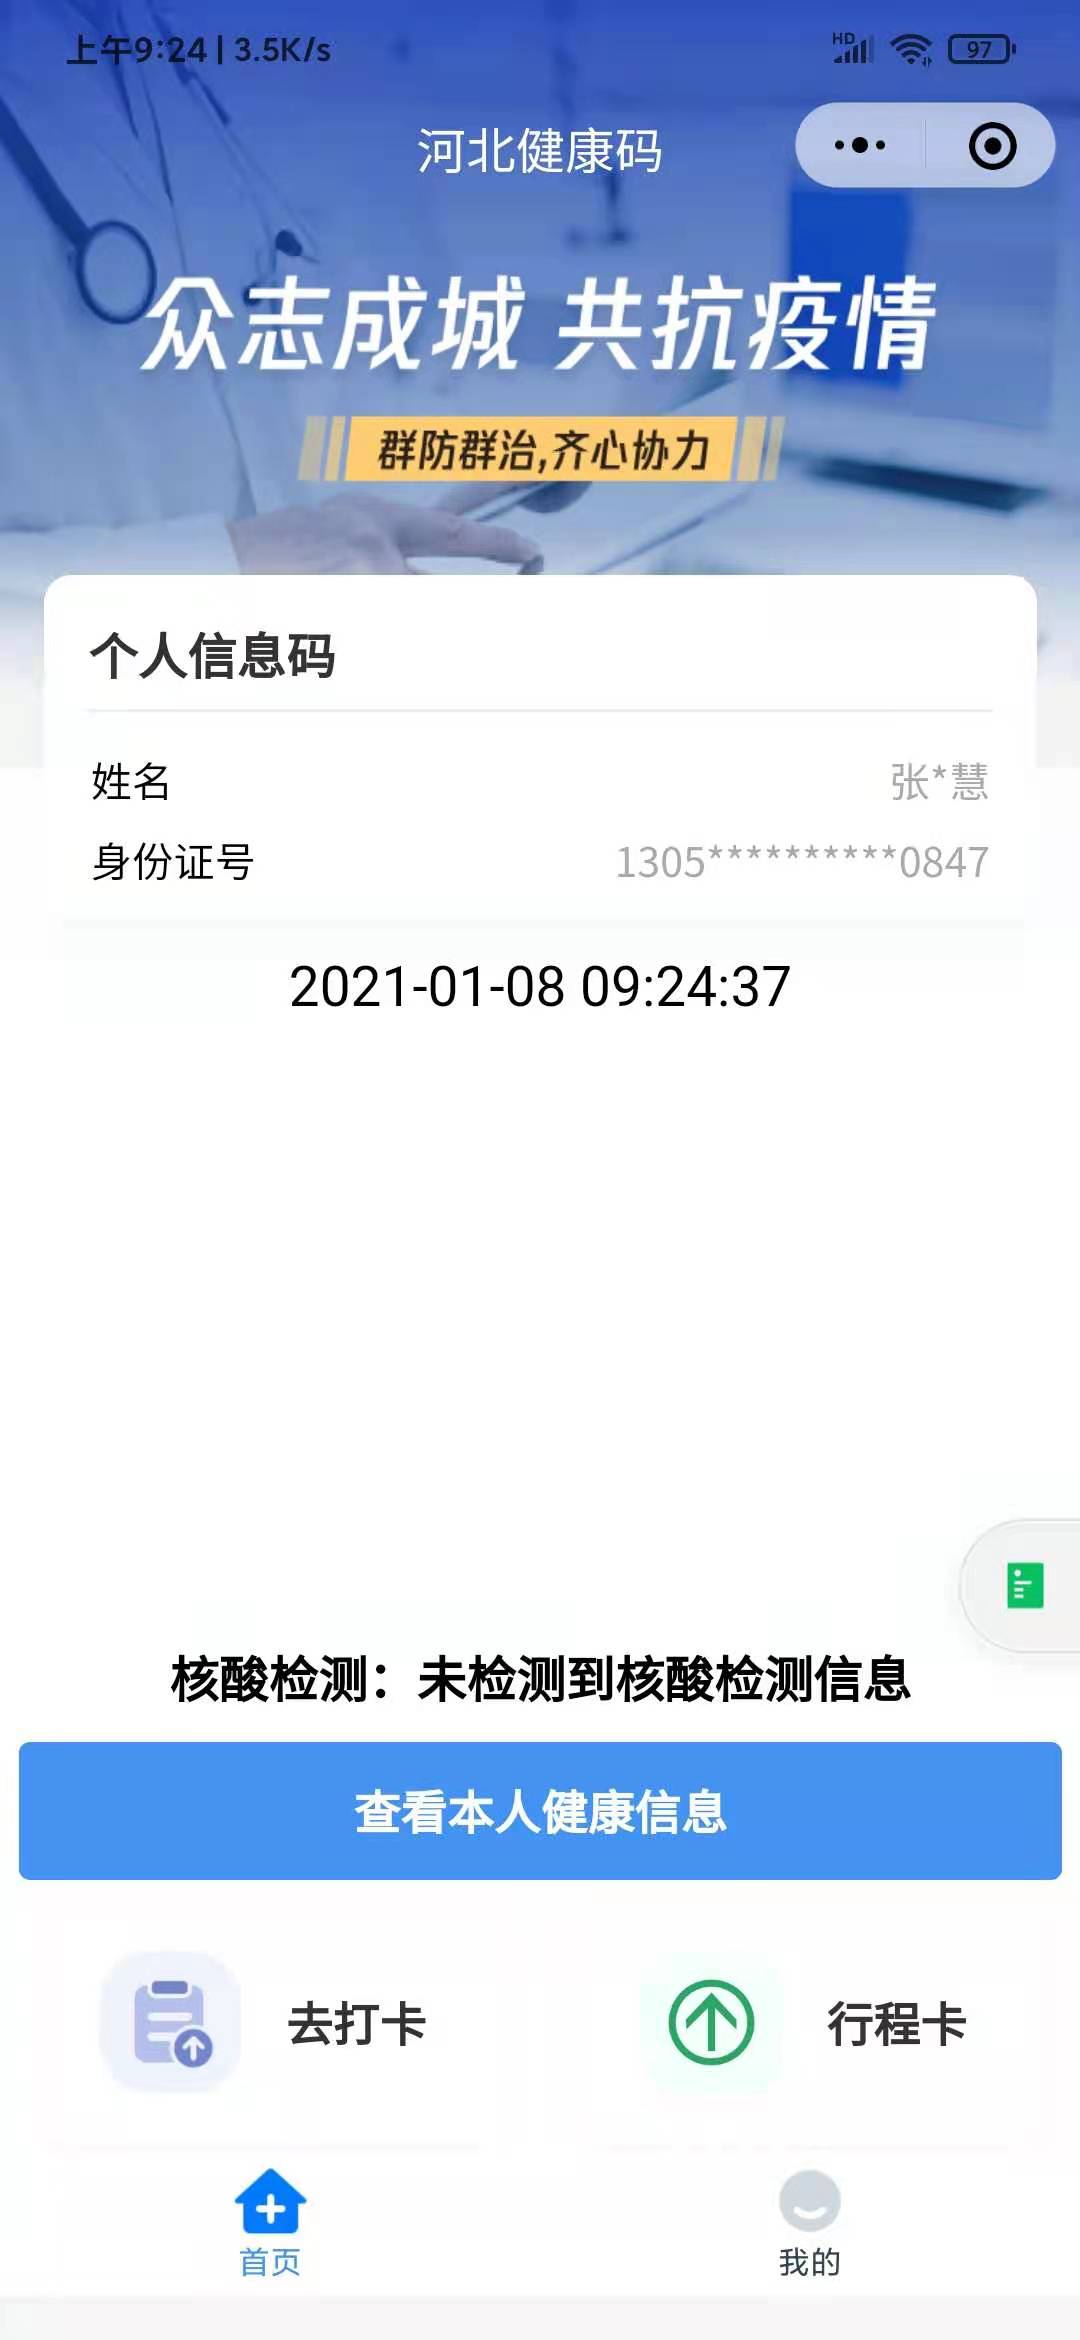 上午9:24 | 3.5K/s
HD
97
河北健康码
众志成城 共抗疫情
群防群治,齐心协力
个人信息码
姓名 张*慧
身份证号 1305**********0847
2021-01-08 09:24:37
核酸检测：未检测到核酸检测信息
查看本人健康信息
去打卡 行程卡
首页 我的